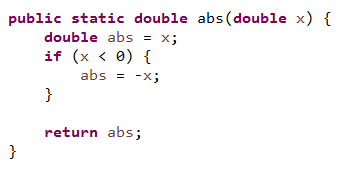 public static double abs(double x) {
    double abs = x;
    if (x < 0) {
        abs = -x;
    }

    return abs;
}